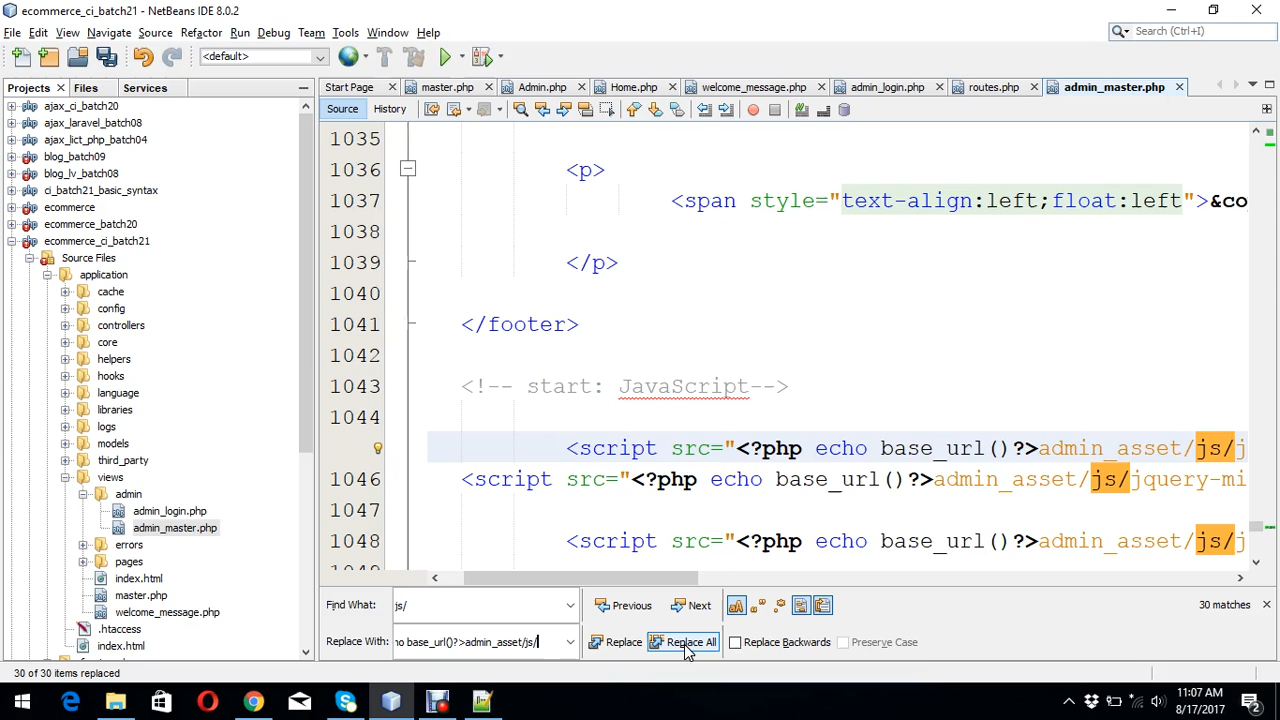 ecommerce_ci_batch21 - NetBeans IDE 8.0.2
File Edit View Navigate Source Refactor Run Debug Team Tools Window Help
Search (Ctrl+I)
<default>
Projects Files Services
Start Page master.php Admin.php Home.php welcome_message.php admin_login.php routes.php admin_master.php
Source History
ajax_ci_batch20
ajax_laravel_batch08
ajax_lict_php_batch04
blog_batch09
blog_lv_batch08
ci_batch21_basic_syntax
ecommerce
ecommerce_batch20
ecommerce_ci_batch21
Source Files
application
cache
config
controllers
core
helpers
hooks
language
libraries
logs
models
third_party
views
admin
admin_login.php
admin_master.php
errors
pages
index.html
master.php
welcome_message.php
.htaccess
index.html
1035
1036 <p>
1037 <span style="text-align:left;float:left">&co
1038
1039 </p>
1040
1041 </footer>
1042
1043 <!-- start: JavaScript-->
1044
<script src="<?php echo base_url()?>admin_asset/js/j
1046 <script src="<?php echo base_url()?>admin_asset/js/jquery-mi
1047
1048 <script src="<?php echo base_url()?>admin_asset/js/j
Find What: js/ Previous Next 30 matches
Replace With: ho base_url()?>admin_asset/js/ Replace Replace All Replace Backwards Preserve Case
30 of 30 items replaced
11:07 AM
8/17/2017
2